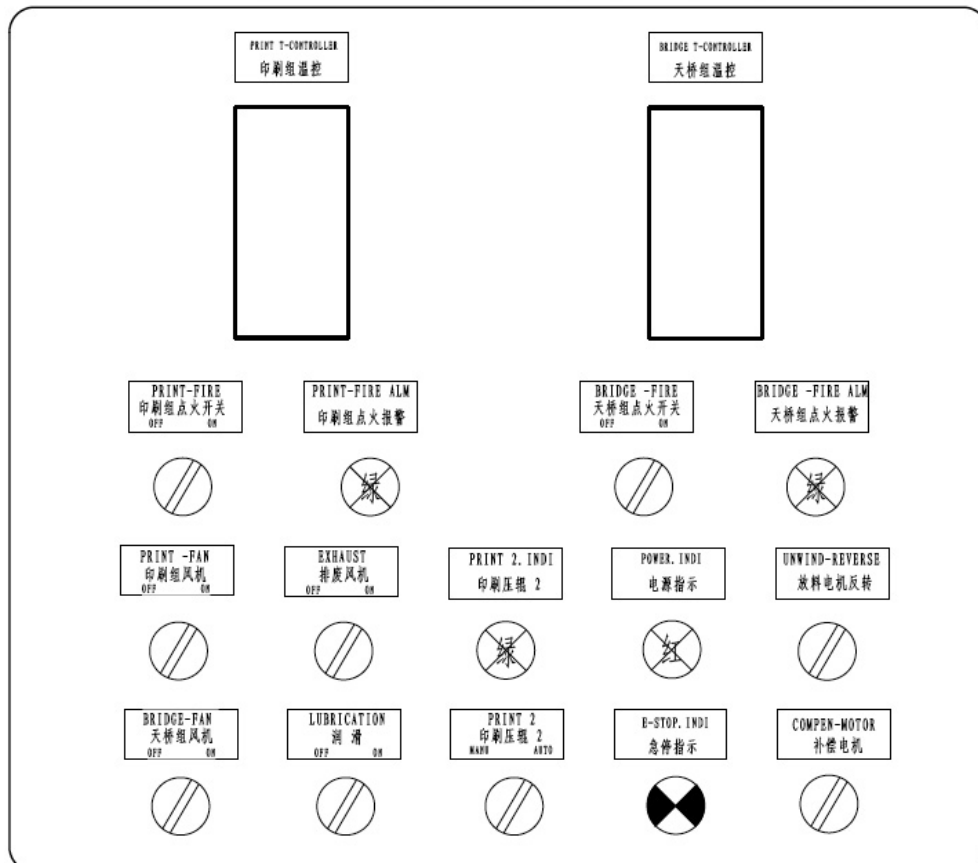 PRINT T-CONTROLLER
印刷组温控
BRIDGE T-CONTROLLER
天桥组温控
PRINT-FIRE
印刷组点火开关
OFF ON
PRINT-FIRE ALM
印刷组点火报警
BRIDGE -FIRE
天桥组点火开关
OFF ON
BRIDGE -FIRE ALM
天桥组点火报警
绿
绿
PRINT -FAN
印刷组风机
OFF ON
EXHAUST
排废风机
OFF ON
PRINT 2. INDI
印刷压辊 2
POWER. INDI
电源指示
UNWIND-REVERSE
放料电机反转
绿
红
BRIDGE-FAN
天桥组风机
OFF ON
LUBRICATION
润 滑
OFF ON
PRINT 2
印刷压辊 2
MANU AUTO
E-STOP. INDI
急停指示
COMPEN-MOTOR
补偿电机